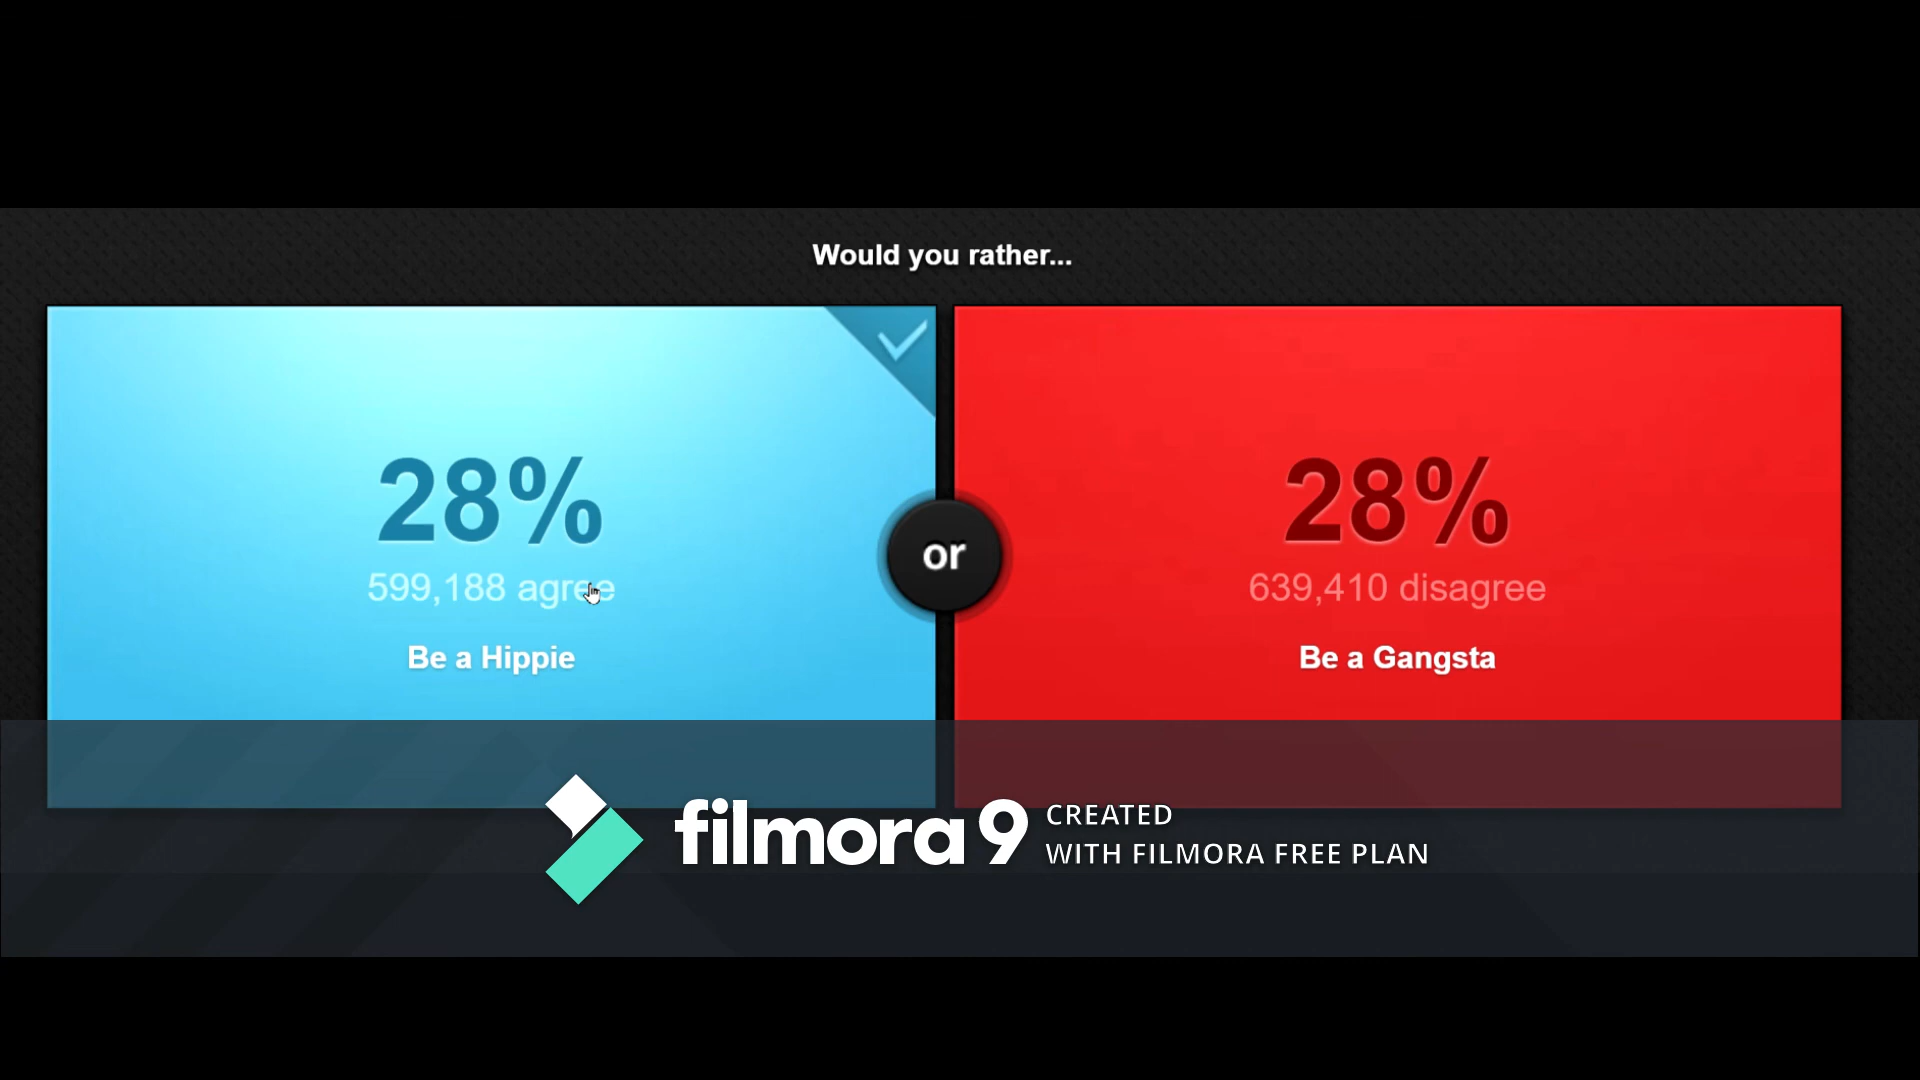 Would you rather...
28%
599,188 agree
Be a Hippie
or
28%
639,410 disagree
Be a Gangsta
filmora9
CREATED
WITH FILMORA FREE PLAN